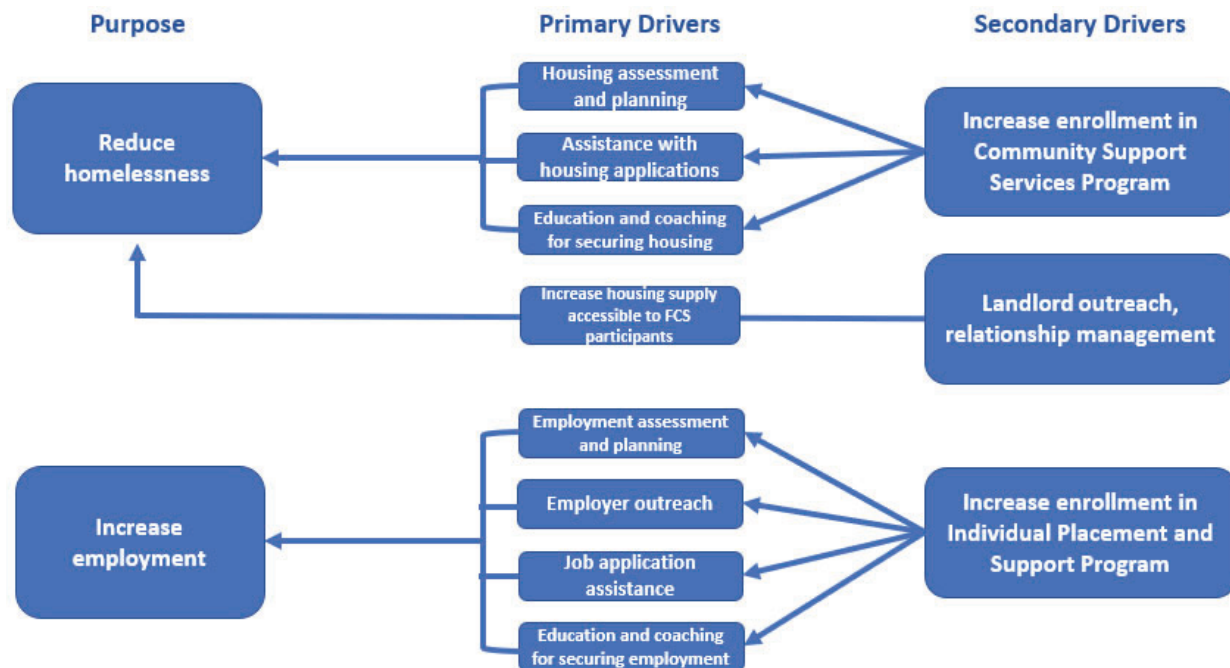 Purpose
Primary Drivers
Secondary Drivers
Reduce
homelessness
Housing assessment
and planning
Assistance with
housing applications
Education and coaching
for securing housing
Increase enrollment in
Community Support
Services Program
Increase housing supply
accessible to FCS
participants
Landlord outreach,
relationship management
Increase
employment
Employment assessment
and planning
Employer outreach
Job application
assistance
Education and coaching
for securing employment
Increase enrollment in
Individual Placement and
Support Program